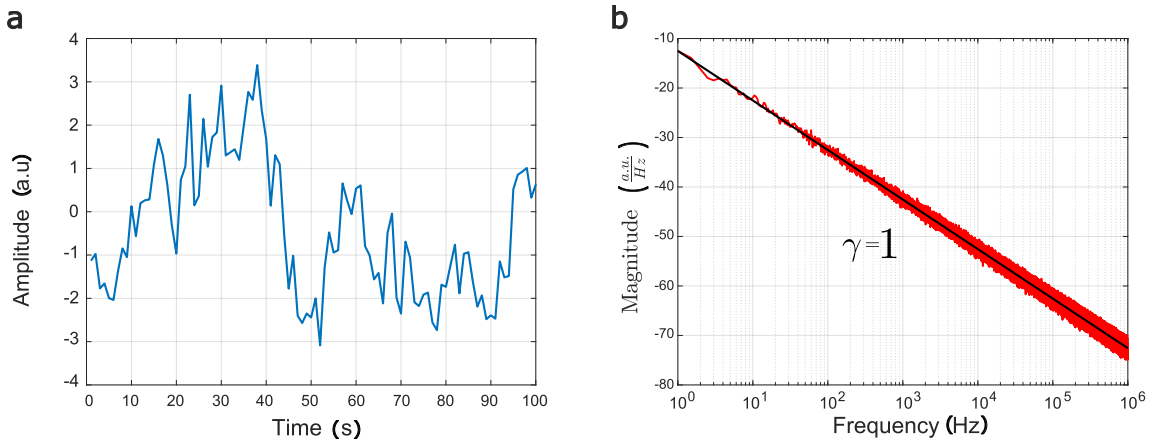 a
4
3
2
1
0
-1
-2
-3
-4
0 10 20 30 40 50 60 70 80 90 100
Time (s)
Amplitude (a.u)
b
-10
-20
-30
-40
-50
-60
-70
-80
10^0 10^1 10^2 10^3 10^4 10^5 10^6
Frequency (Hz)
Magnitude (a.u./Hz)
γ=1